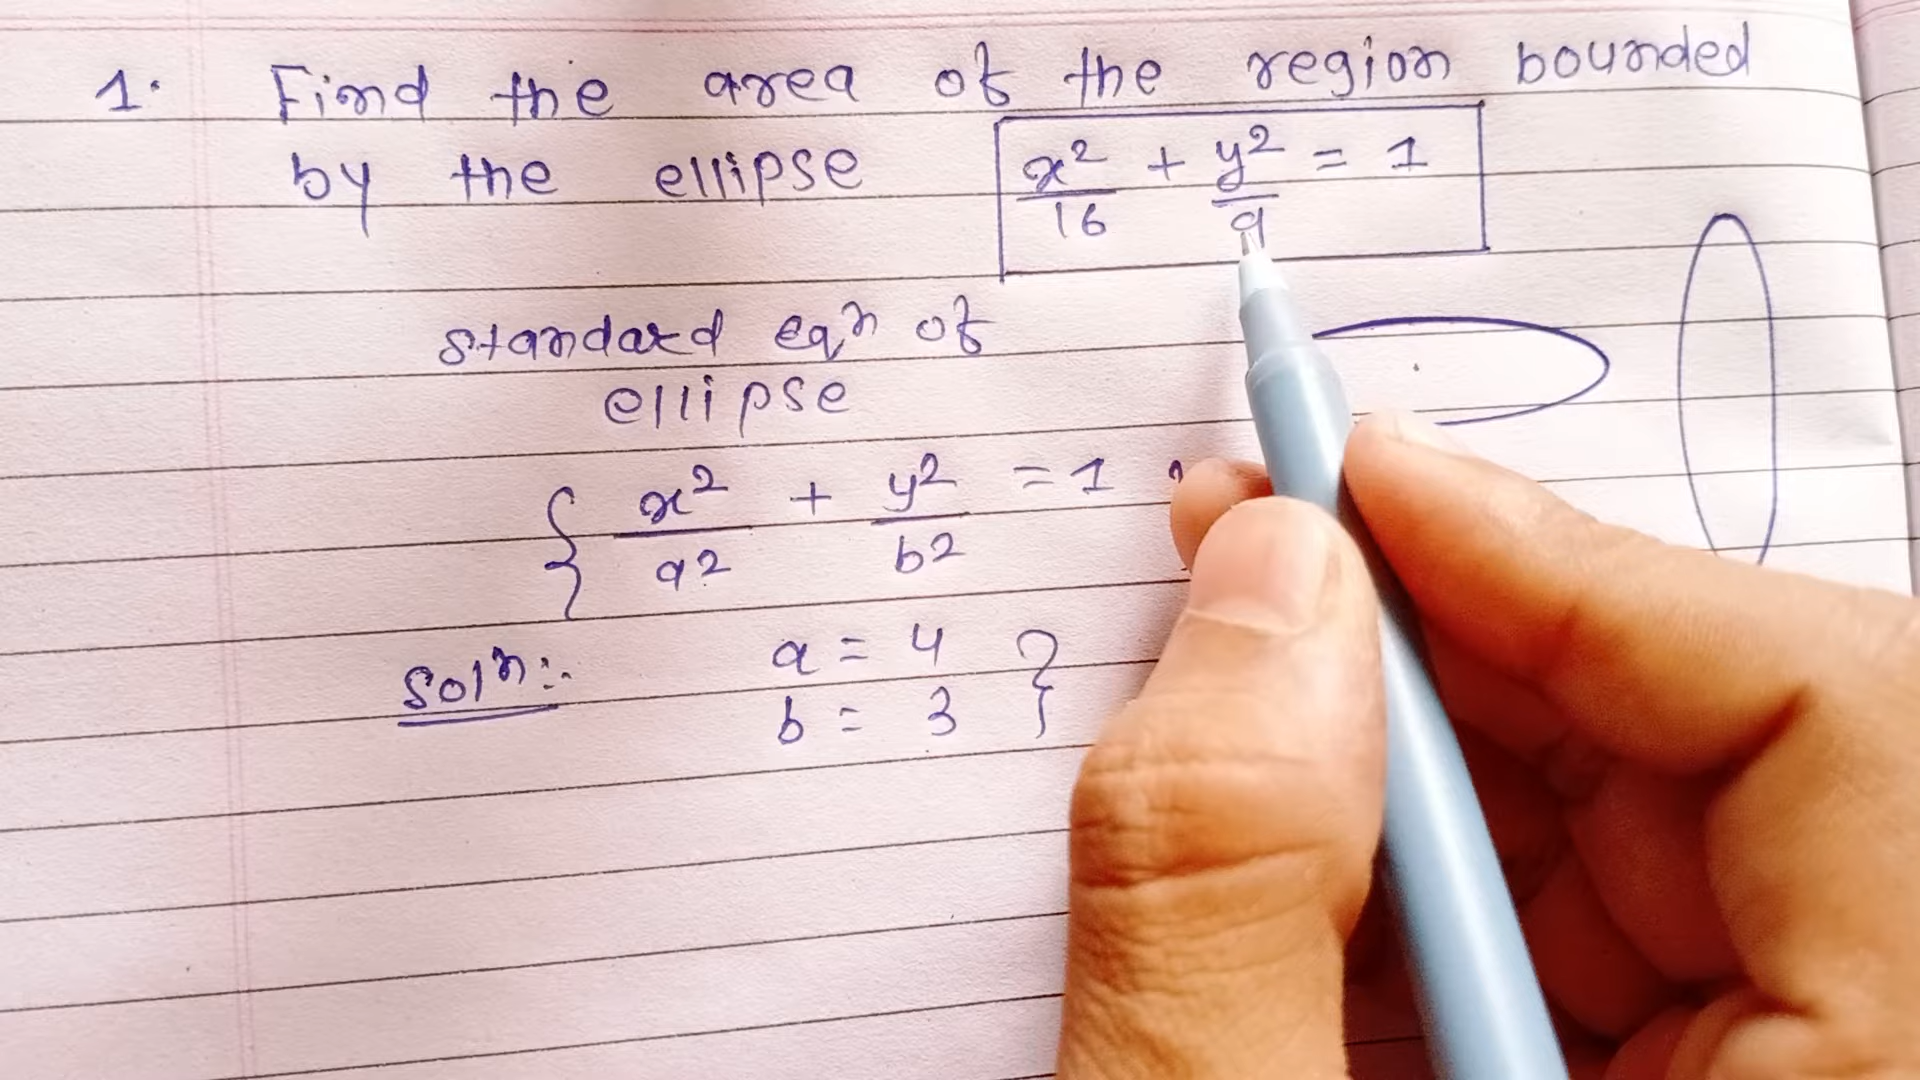 1. Find the area of the region bounded
by the ellipse x²/16 + y²/9 = 1
standard eqn of
ellipse
{ x²/a² + y²/b² = 1
Soln:- a = 4 }
b = 3